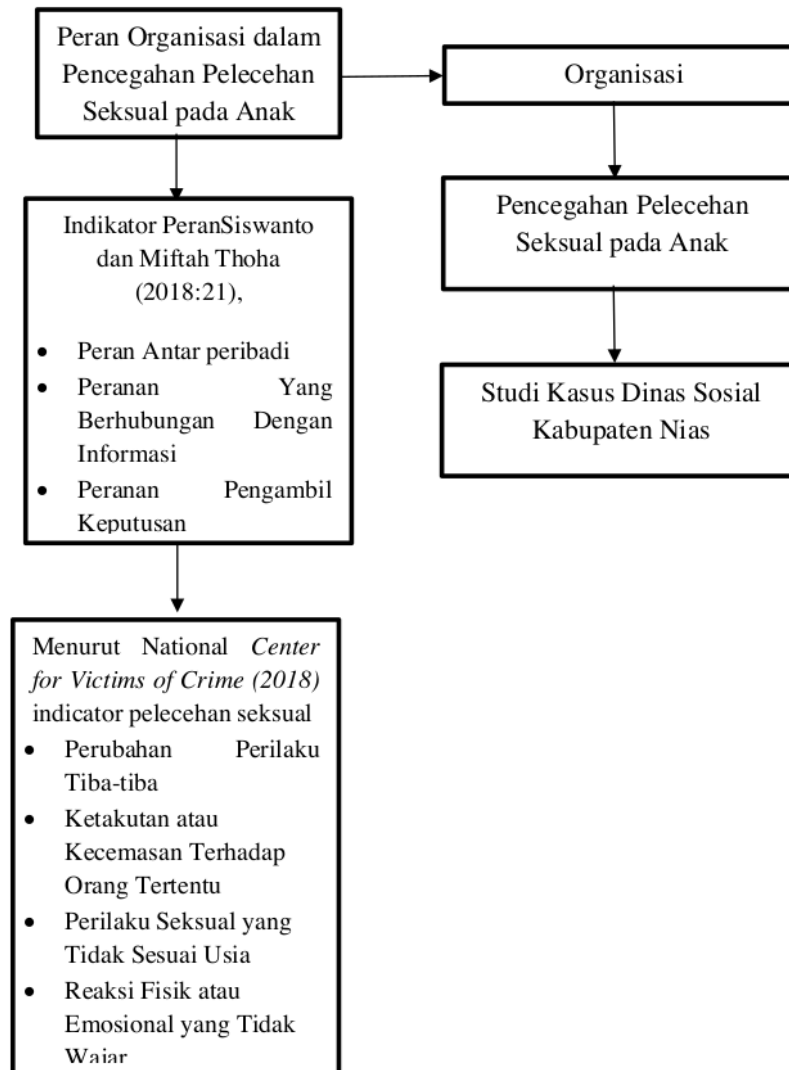 Peran Organisasi dalam
Pencegahan Pelecehan
Seksual pada Anak
Organisasi
Pencegahan Pelecehan
Seksual pada Anak
Studi Kasus Dinas Sosial
Kabupaten Nias
Indikator PeranSiswanto
dan Miftah Thoha
(2018:21),
• Peran Antar peribadi
• Peranan Yang
Berhubungan Dengan
Informasi
• Peranan Pengambil
Keputusan
Menurut National Center
for Victims of Crime (2018)
indicator pelecehan seksual
• Perubahan Perilaku
Tiba-tiba
• Ketakutan atau
Kecemasan Terhadap
Orang Tertentu
• Perilaku Seksual yang
Tidak Sesuai Usia
• Reaksi Fisik atau
Emosional yang Tidak
Wajar